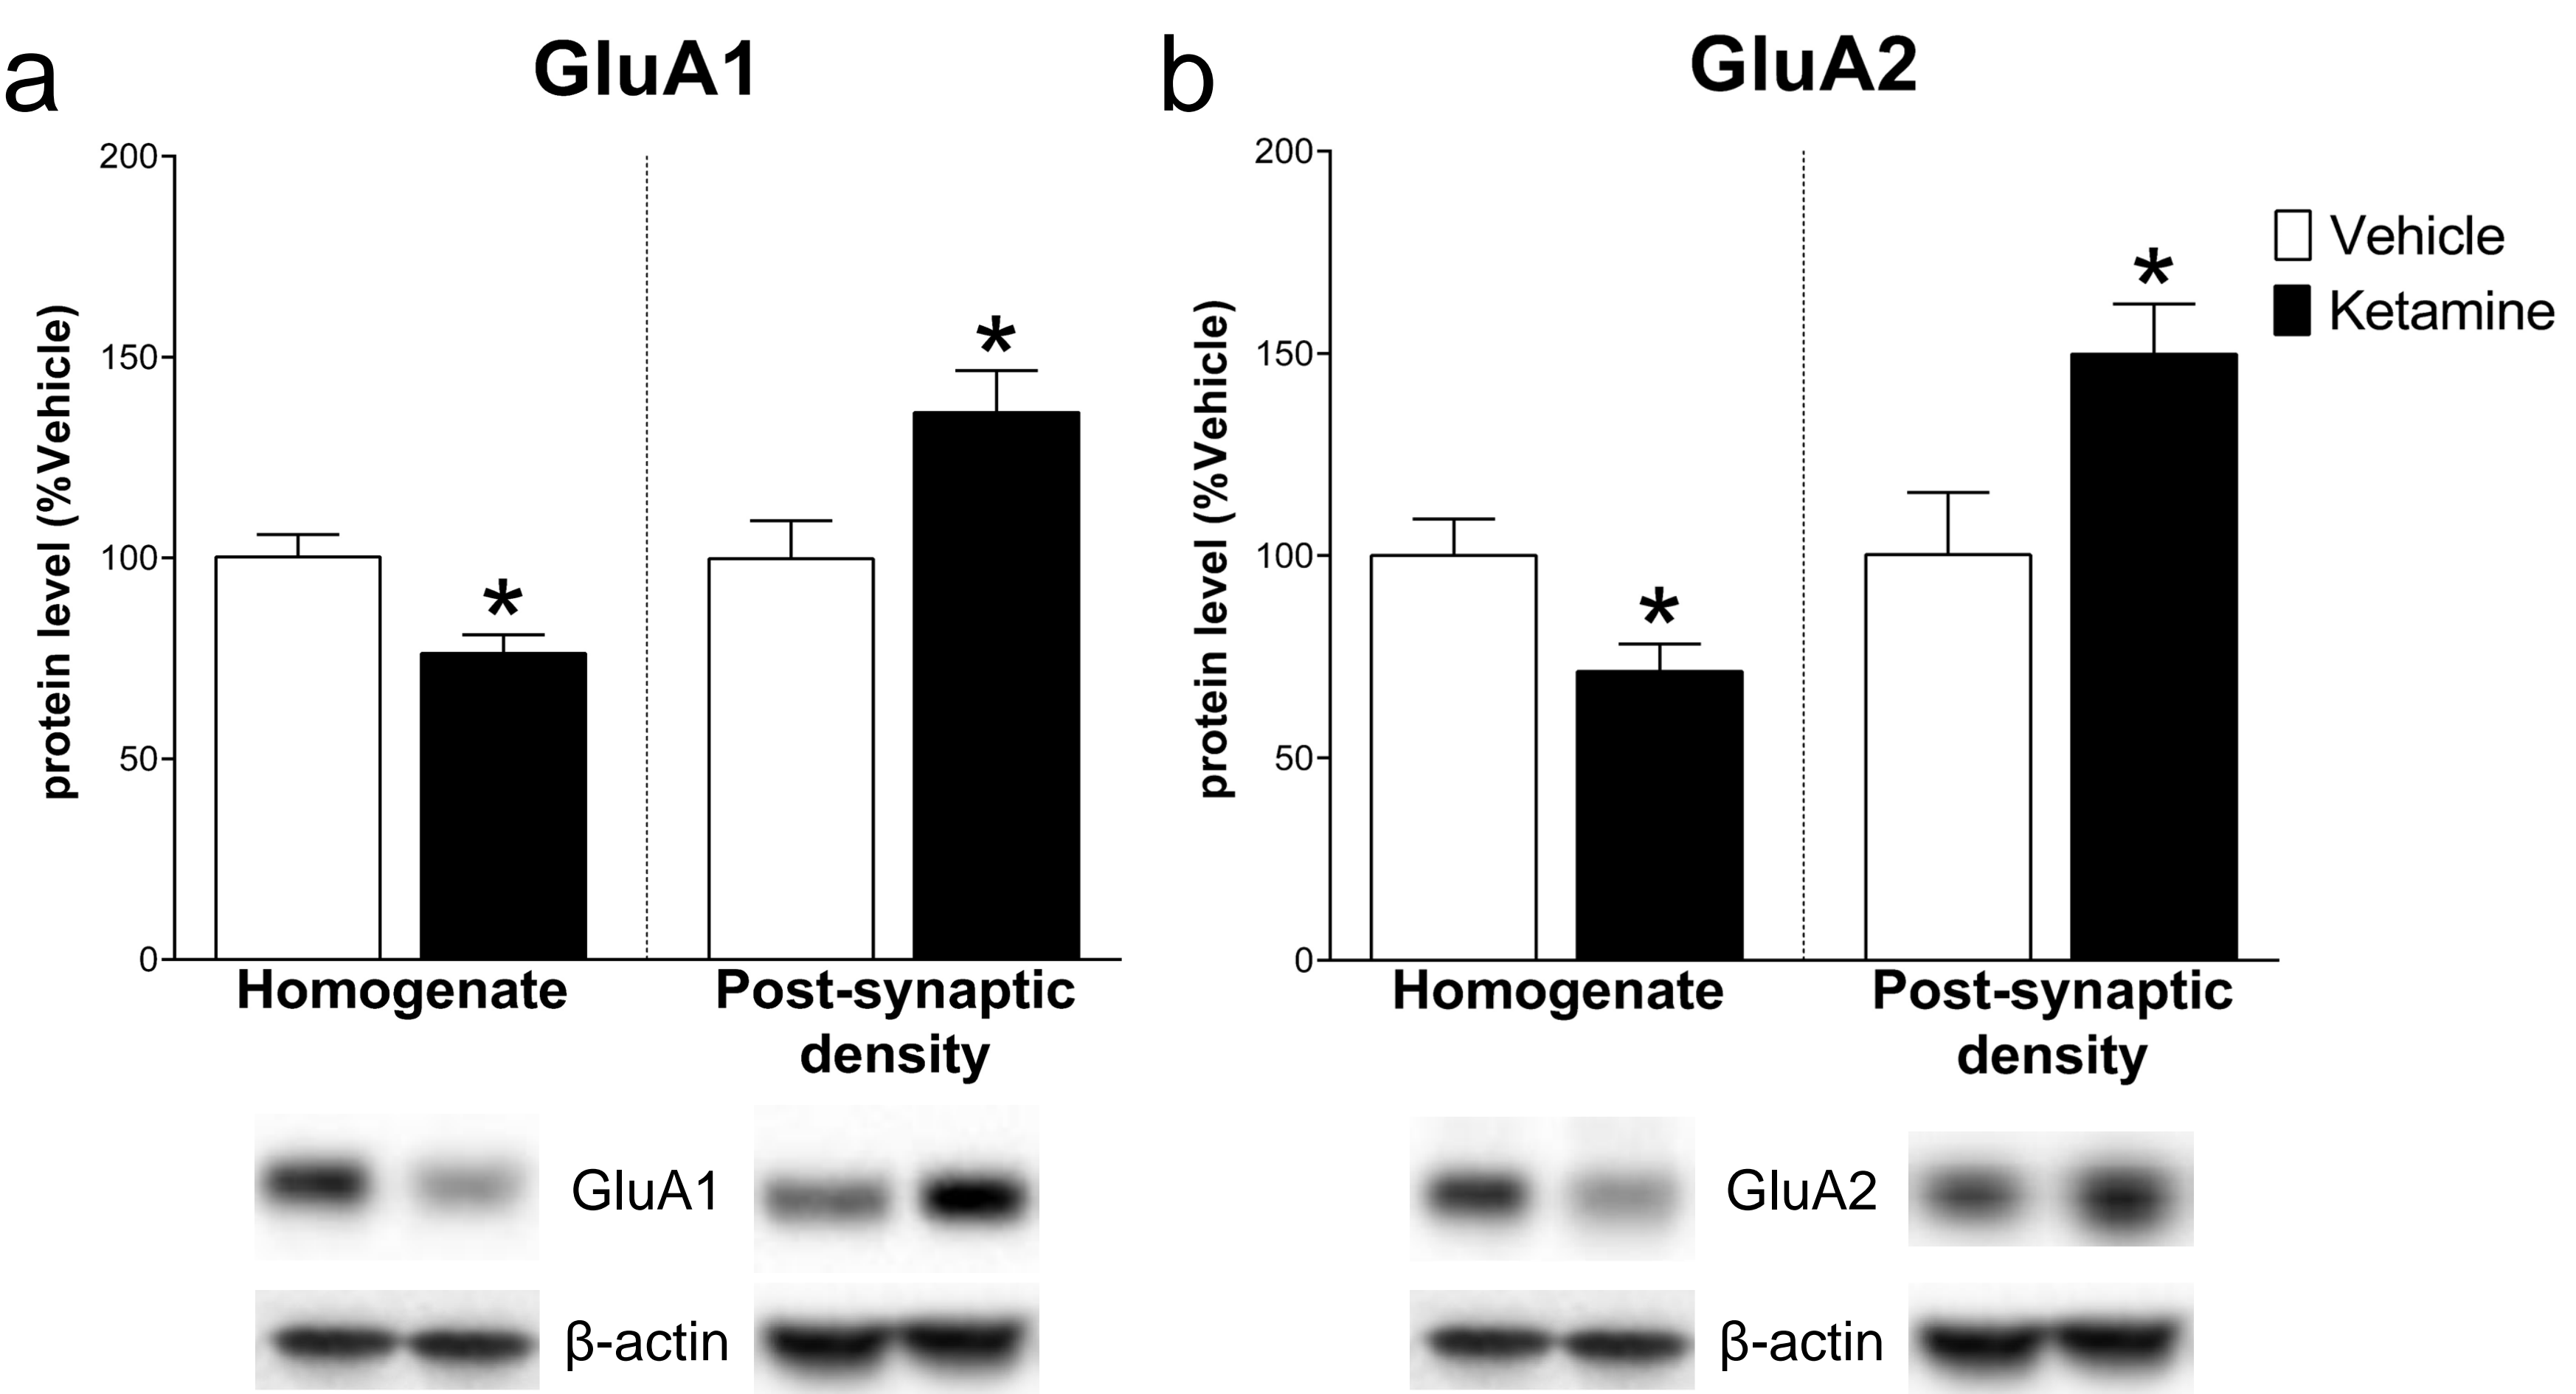 a
GluA1
200
150
100
50
0
protein level (%Vehicle)
*
*
Homogenate
Post-synaptic
density
GluA1
β-actin
b
GluA2
200
150
100
50
0
protein level (%Vehicle)
*
*
Vehicle
Ketamine
Homogenate
Post-synaptic
density
GluA2
β-actin